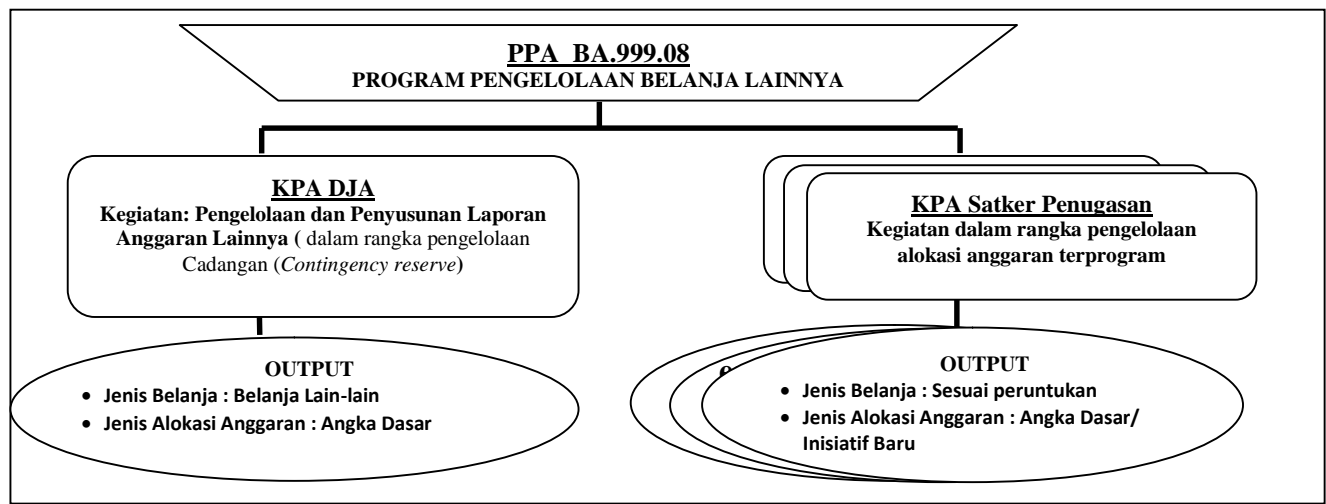 PPA BA.999.08
PROGRAM PENGELOLAAN BELANJA LAINNYA
KPA DJA
Kegiatan: Pengelolaan dan Penyusunan Laporan
Anggaran Lainnya ( dalam rangka pengelolaan
Cadangan (Contingency reserve)
KPA Satker Penugasan
Kegiatan dalam rangka pengelolaan
alokasi anggaran terprogram
OUTPUT
• Jenis Belanja : Belanja Lain-lain
• Jenis Alokasi Anggaran : Angka Dasar
OUTPUT
• Jenis Belanja : Sesuai peruntukan
• Jenis Alokasi Anggaran : Angka Dasar/
Inisiatif Baru